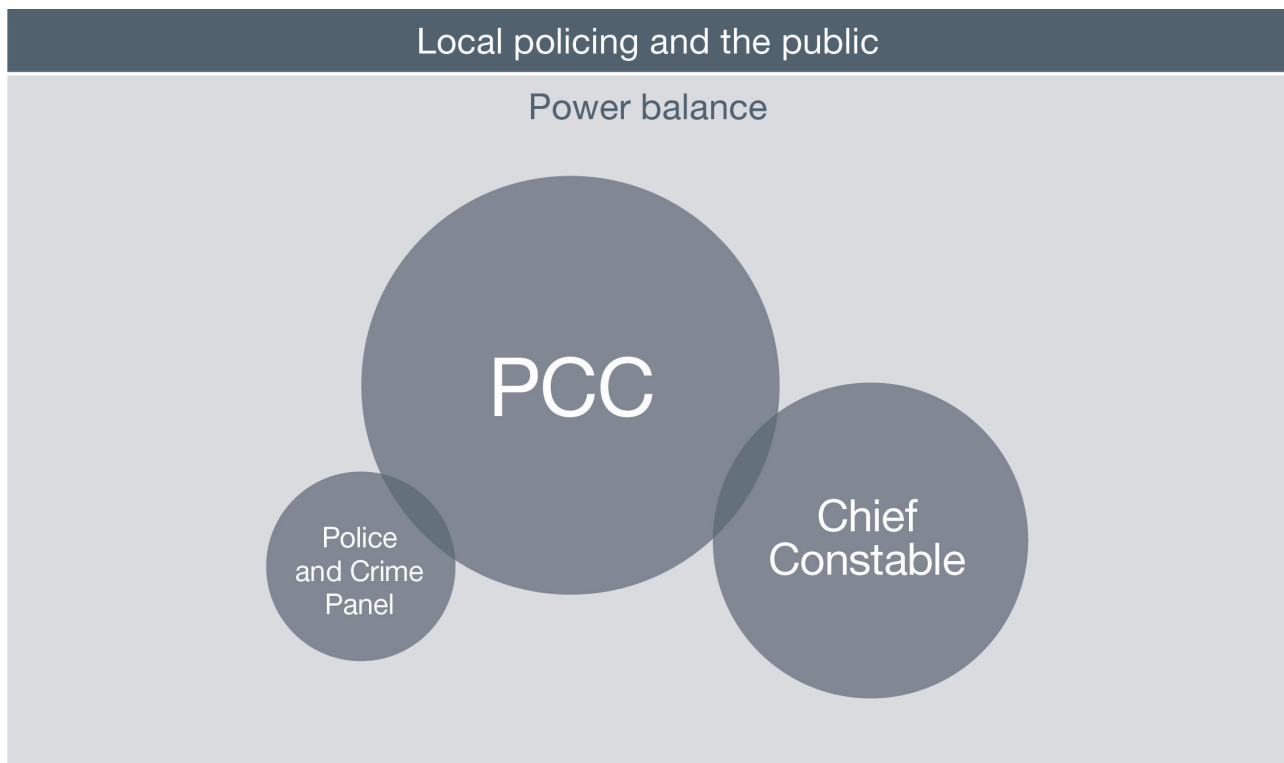 Local policing and the public
Power balance
PCC
Police
and Crime
Panel
Chief
Constable